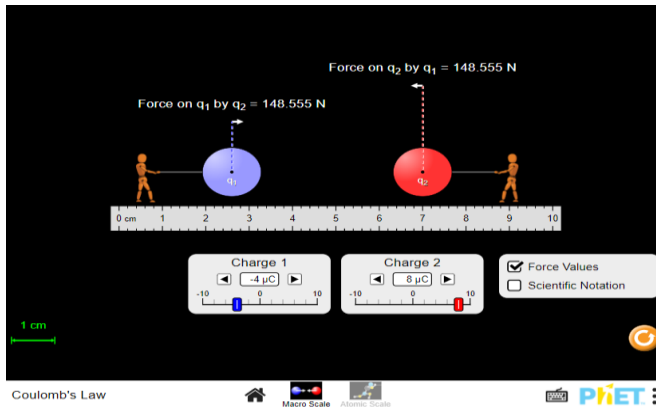 Force on q₂ by q₁ = 148.555 N
Force on q₁ by q₂ = 148.555 N
q₁
q₂
0 cm 1 2 3 4 5 6 7 8 9 10
Charge 1
-4 µC
-10 0 10
Charge 2
8 µC
-10 0 10
Force Values
Scientific Notation
1 cm
Coulomb's Law
Macro Scale
Atomic Scale
PhET